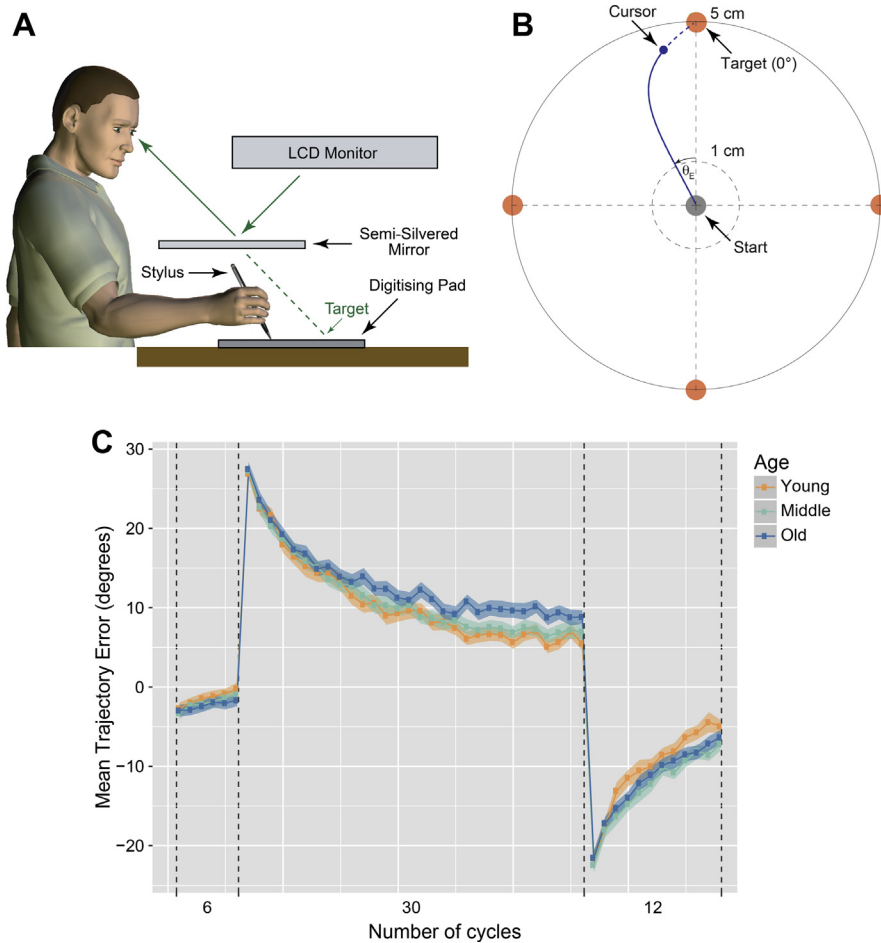 A
LCD Monitor
Semi-Silvered
Mirror
Stylus
Digitising Pad
Target
B
Cursor
5 cm
Target (0°)
1 cm
θE
Start
C
Mean Trajectory Error (degrees)
30
20
10
0
−10
−20
6
30
12
Number of cycles
Age
Young
Middle
Old